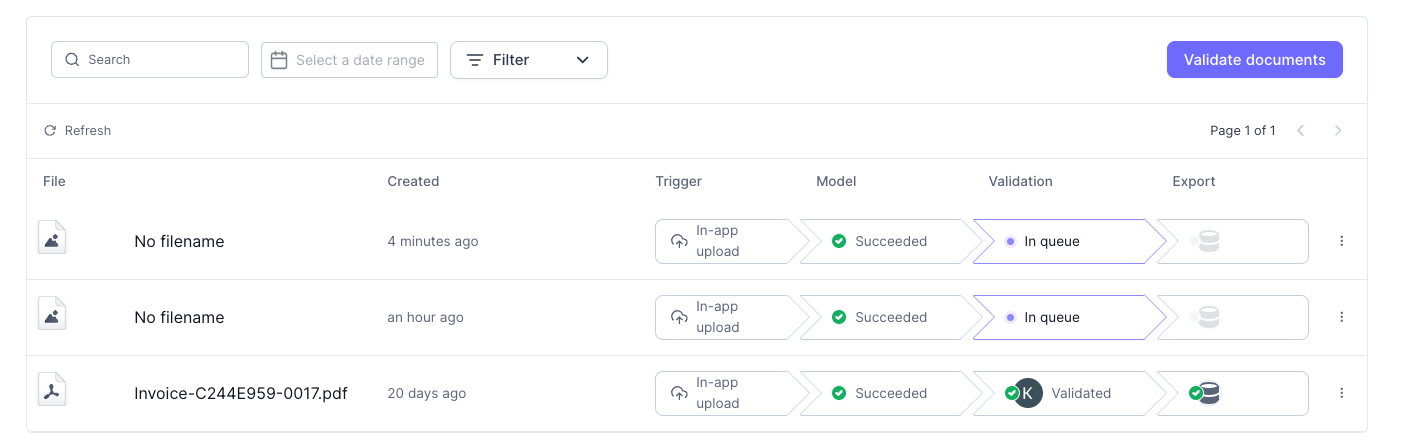 Search
Select a date range
Filter
Validate documents
Refresh
Page 1 of 1
File Created Trigger Model Validation Export
No filename 4 minutes ago In-app upload Succeeded In queue
No filename an hour ago In-app upload Succeeded In queue
Invoice-C244E959-0017.pdf 20 days ago In-app upload Succeeded K Validated